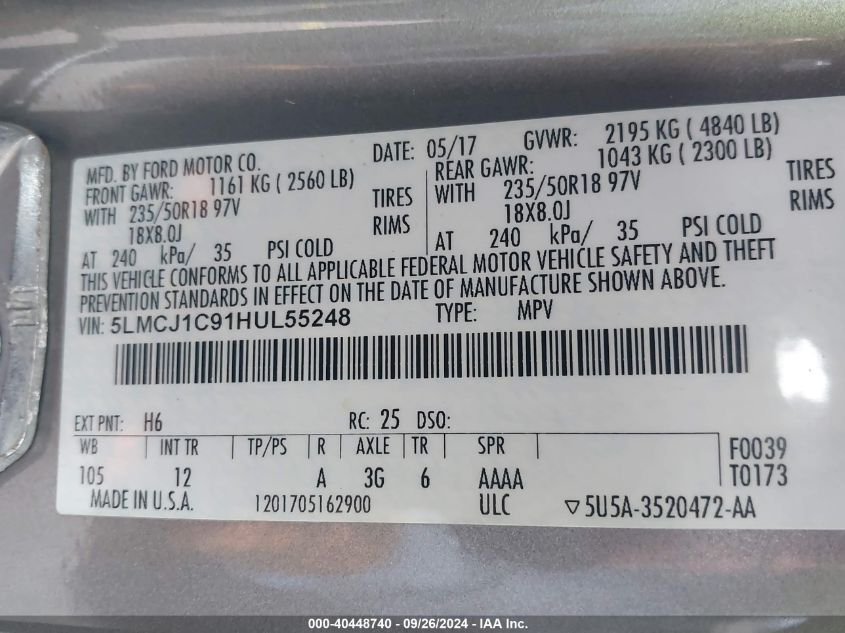 MFD. BY FORD MOTOR CO. DATE: 05/17 GVWR: 2195 KG ( 4840 LB)
FRONT GAWR: 1161 KG ( 2560 LB) REAR GAWR: 1043 KG ( 2300 LB)
WITH 235/50R18 97V TIRES WITH 235/50R18 97V TIRES
18X8.0J RIMS 18X8.0J RIMS
AT 240 kPa/ 35 PSI COLD AT 240 kPa/ 35 PSI COLD
THIS VEHICLE CONFORMS TO ALL APPLICABLE FEDERAL MOTOR VEHICLE SAFETY AND THEFT
PREVENTION STANDARDS IN EFFECT ON THE DATE OF MANUFACTURE SHOWN ABOVE.
VIN: 5LMCJ1C91HUL55248 TYPE: MPV
EXT PNT: H6 RC: 25 DSO:
WB INT TR TP/PS R AXLE TR SPR F0039
105 12 A 3G 6 AAAA T0173
MADE IN U.S.A. 1201705162900 ULC ▽5U5A-3520472-AA
000-40448740 - 09/26/2024 - IAA Inc.